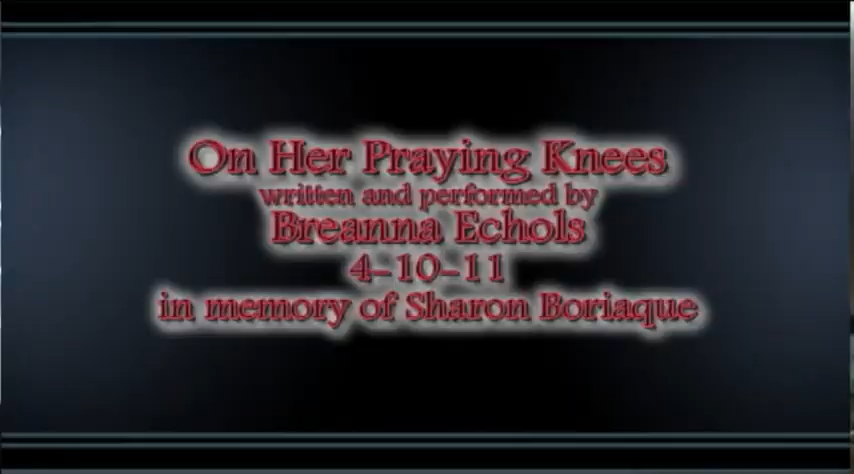 On Her Praying Knees
written and performed by
Breanna Echols
4-10-11
in memory of Sharon Boriaque